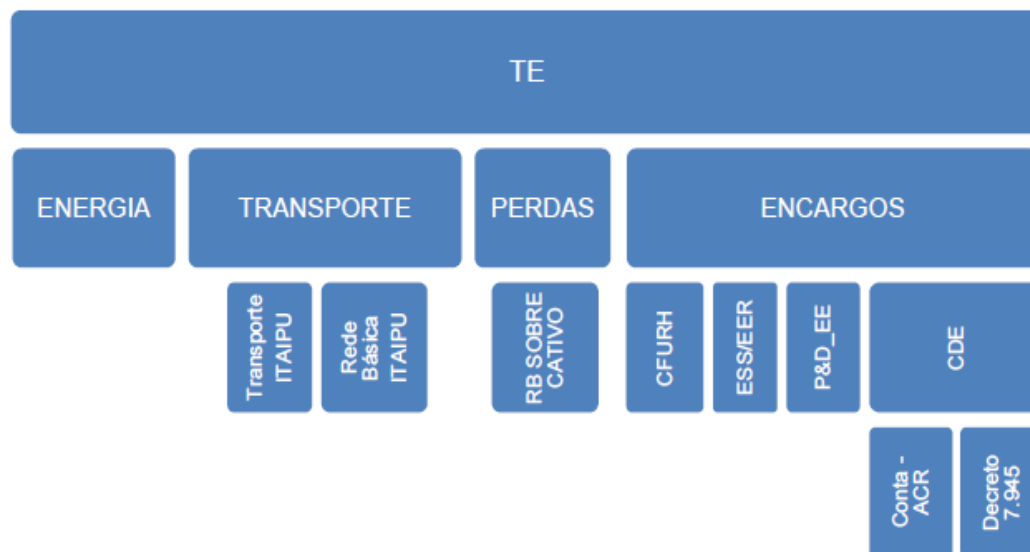 TE
ENERGIA
TRANSPORTE
PERDAS
ENCARGOS
Transporte
ITAIPU
Rede
Básica
ITAIPU
RB SOBRE
CATIVO
CFURH
ESS/EER
P&D_EE
CDE
Conta -
ACR
Decreto
7.945